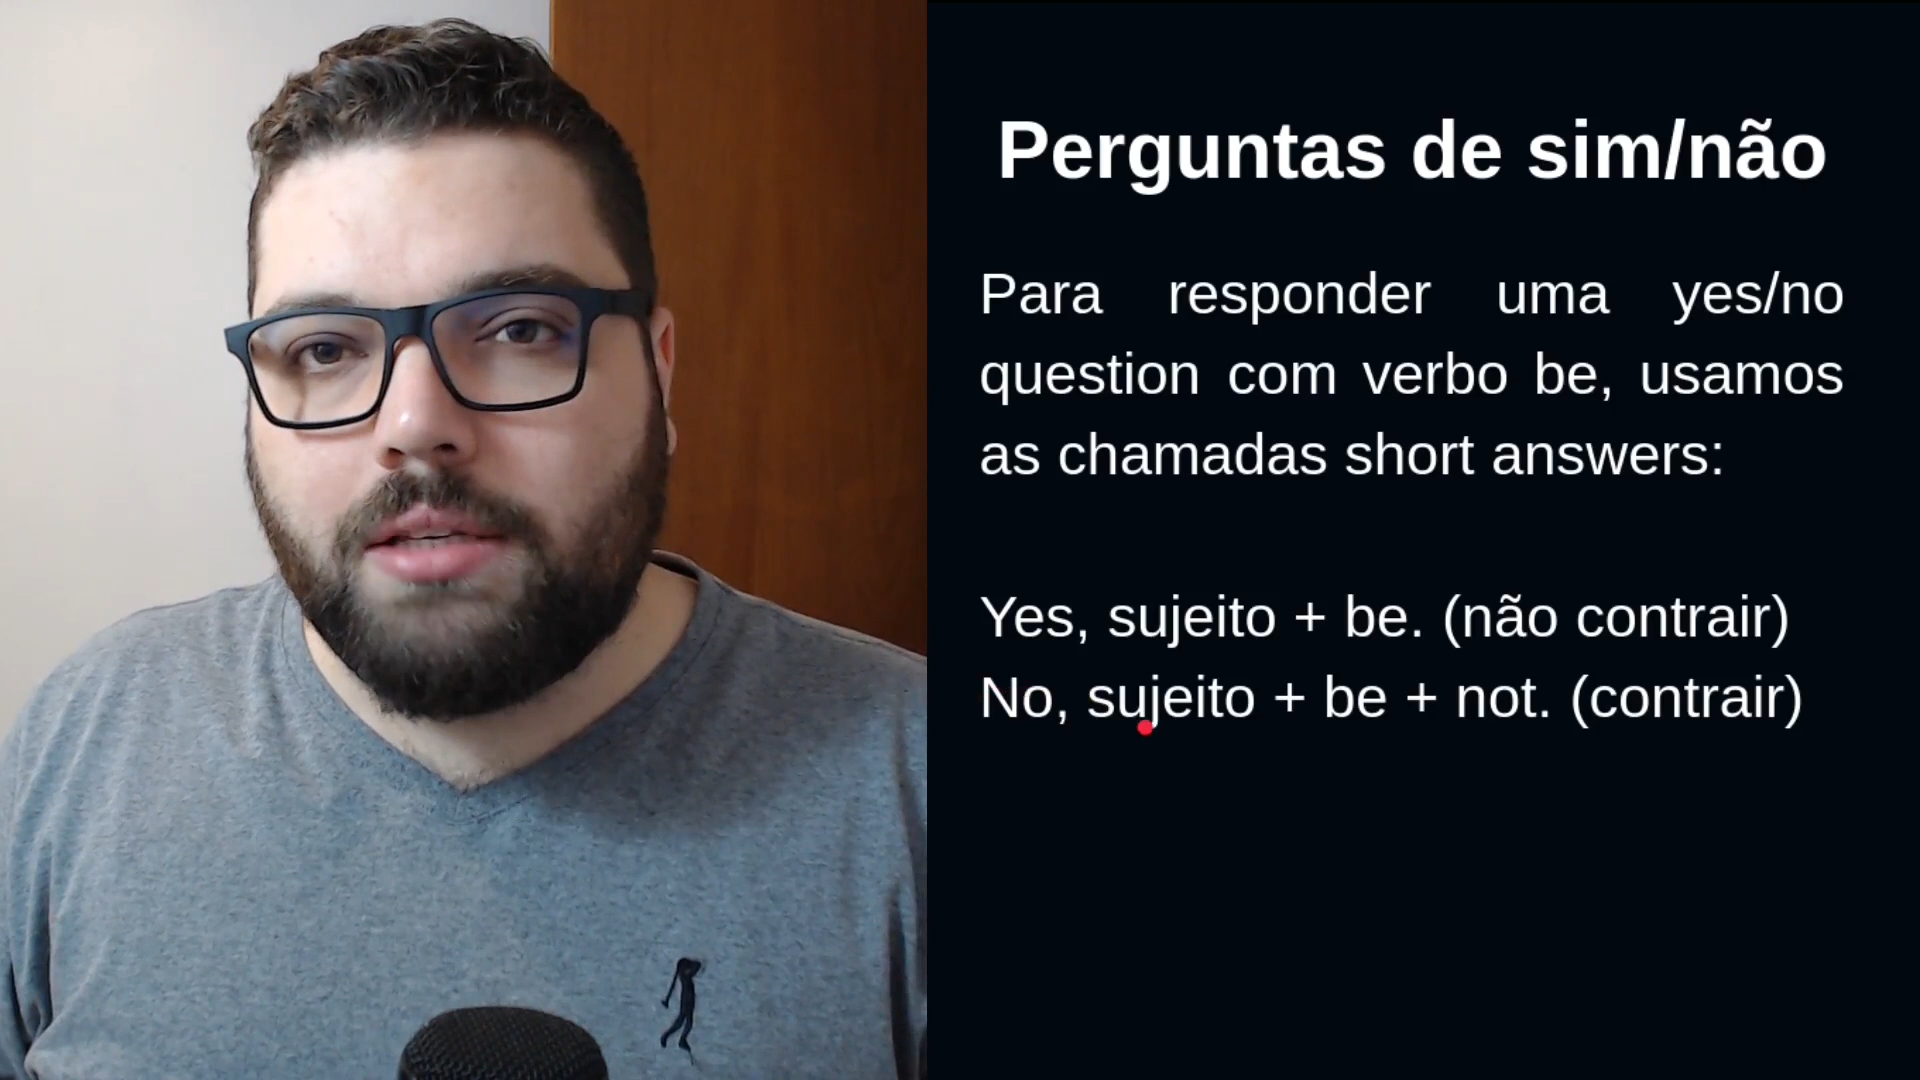 Perguntas de sim/não
Para responder uma yes/no
question com verbo be, usamos
as chamadas short answers:
Yes, sujeito + be. (não contrair)
No, sujeito + be + not. (contrair)